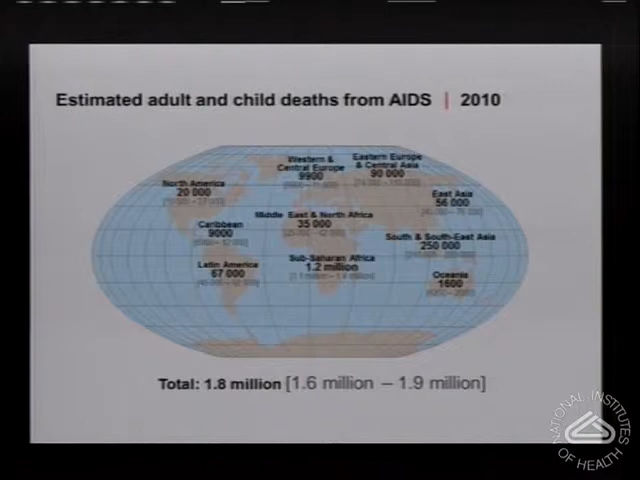 Estimated adult and child deaths from AIDS | 2010
Western &
Central Europe
9900
Eastern Europe
& Central Asia
90 000
North America
20 000
East Asia
56 000
Middle East & North Africa
35 000
Caribbean
9000
South & South-East Asia
250 000
Sub-Saharan Africa
1.2 million
Latin America
67 000
Oceania
1600
Total: 1.8 million [1.6 million – 1.9 million]
NATIONAL INSTITUTES
OF HEALTH